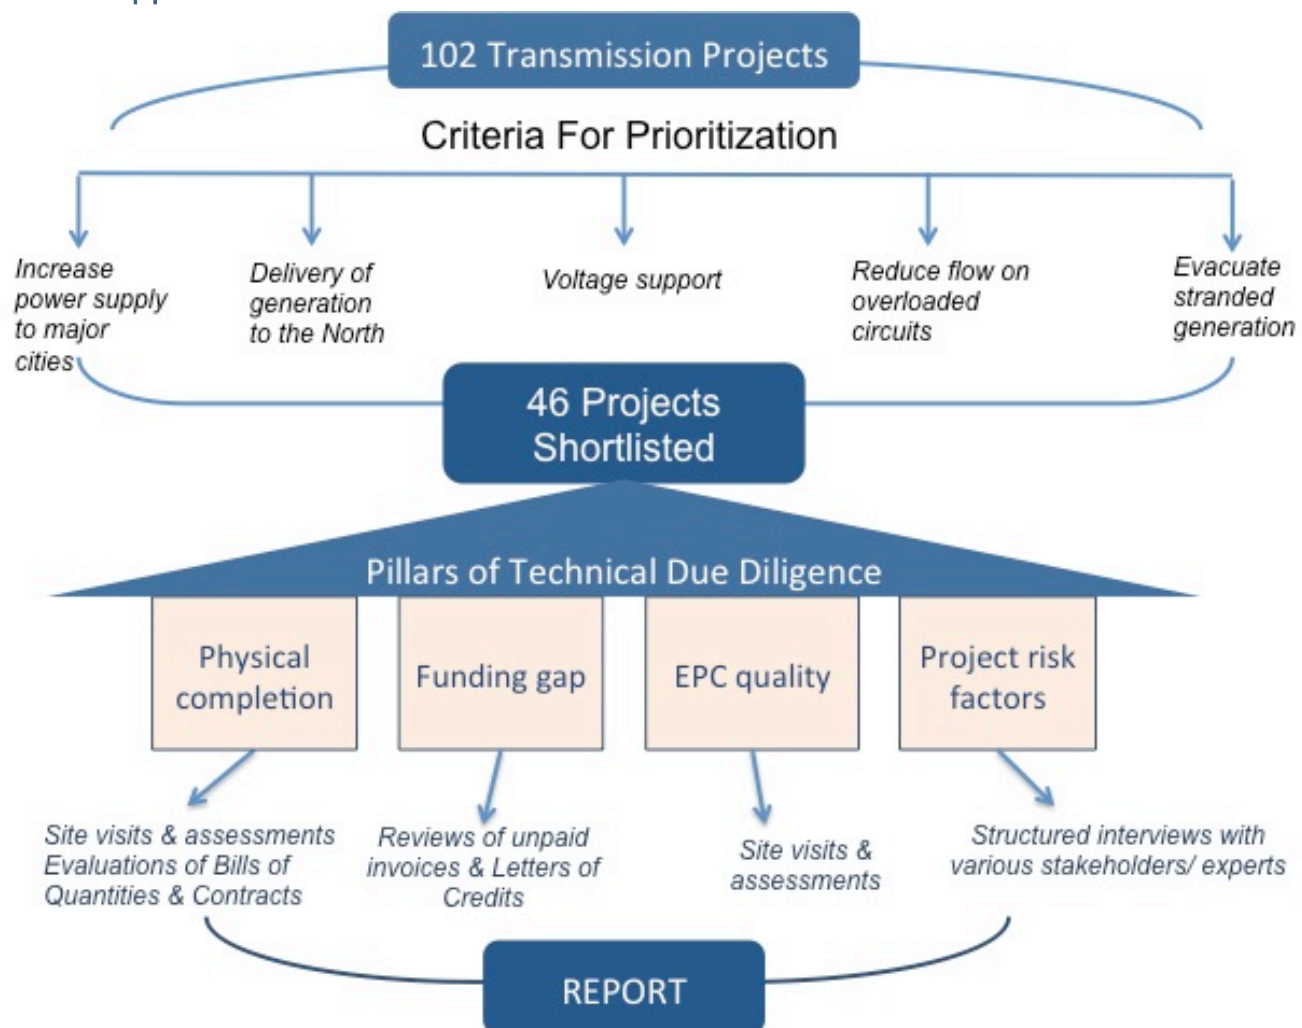 102 Transmission Projects
Criteria For Prioritization
Increase
power supply
to major
cities
Delivery of
generation
to the North
Voltage support
Reduce flow on
overloaded
circuits
Evacuate
stranded
generation
46 Projects
Shortlisted
Pillars of Technical Due Diligence
Physical
completion
Funding gap
EPC quality
Project risk
factors
Site visits & assessments
Evaluations of Bills of
Quantities & Contracts
Reviews of unpaid
invoices & Letters of
Credits
Site visits &
assessments
Structured interviews with
various stakeholders/ experts
REPORT